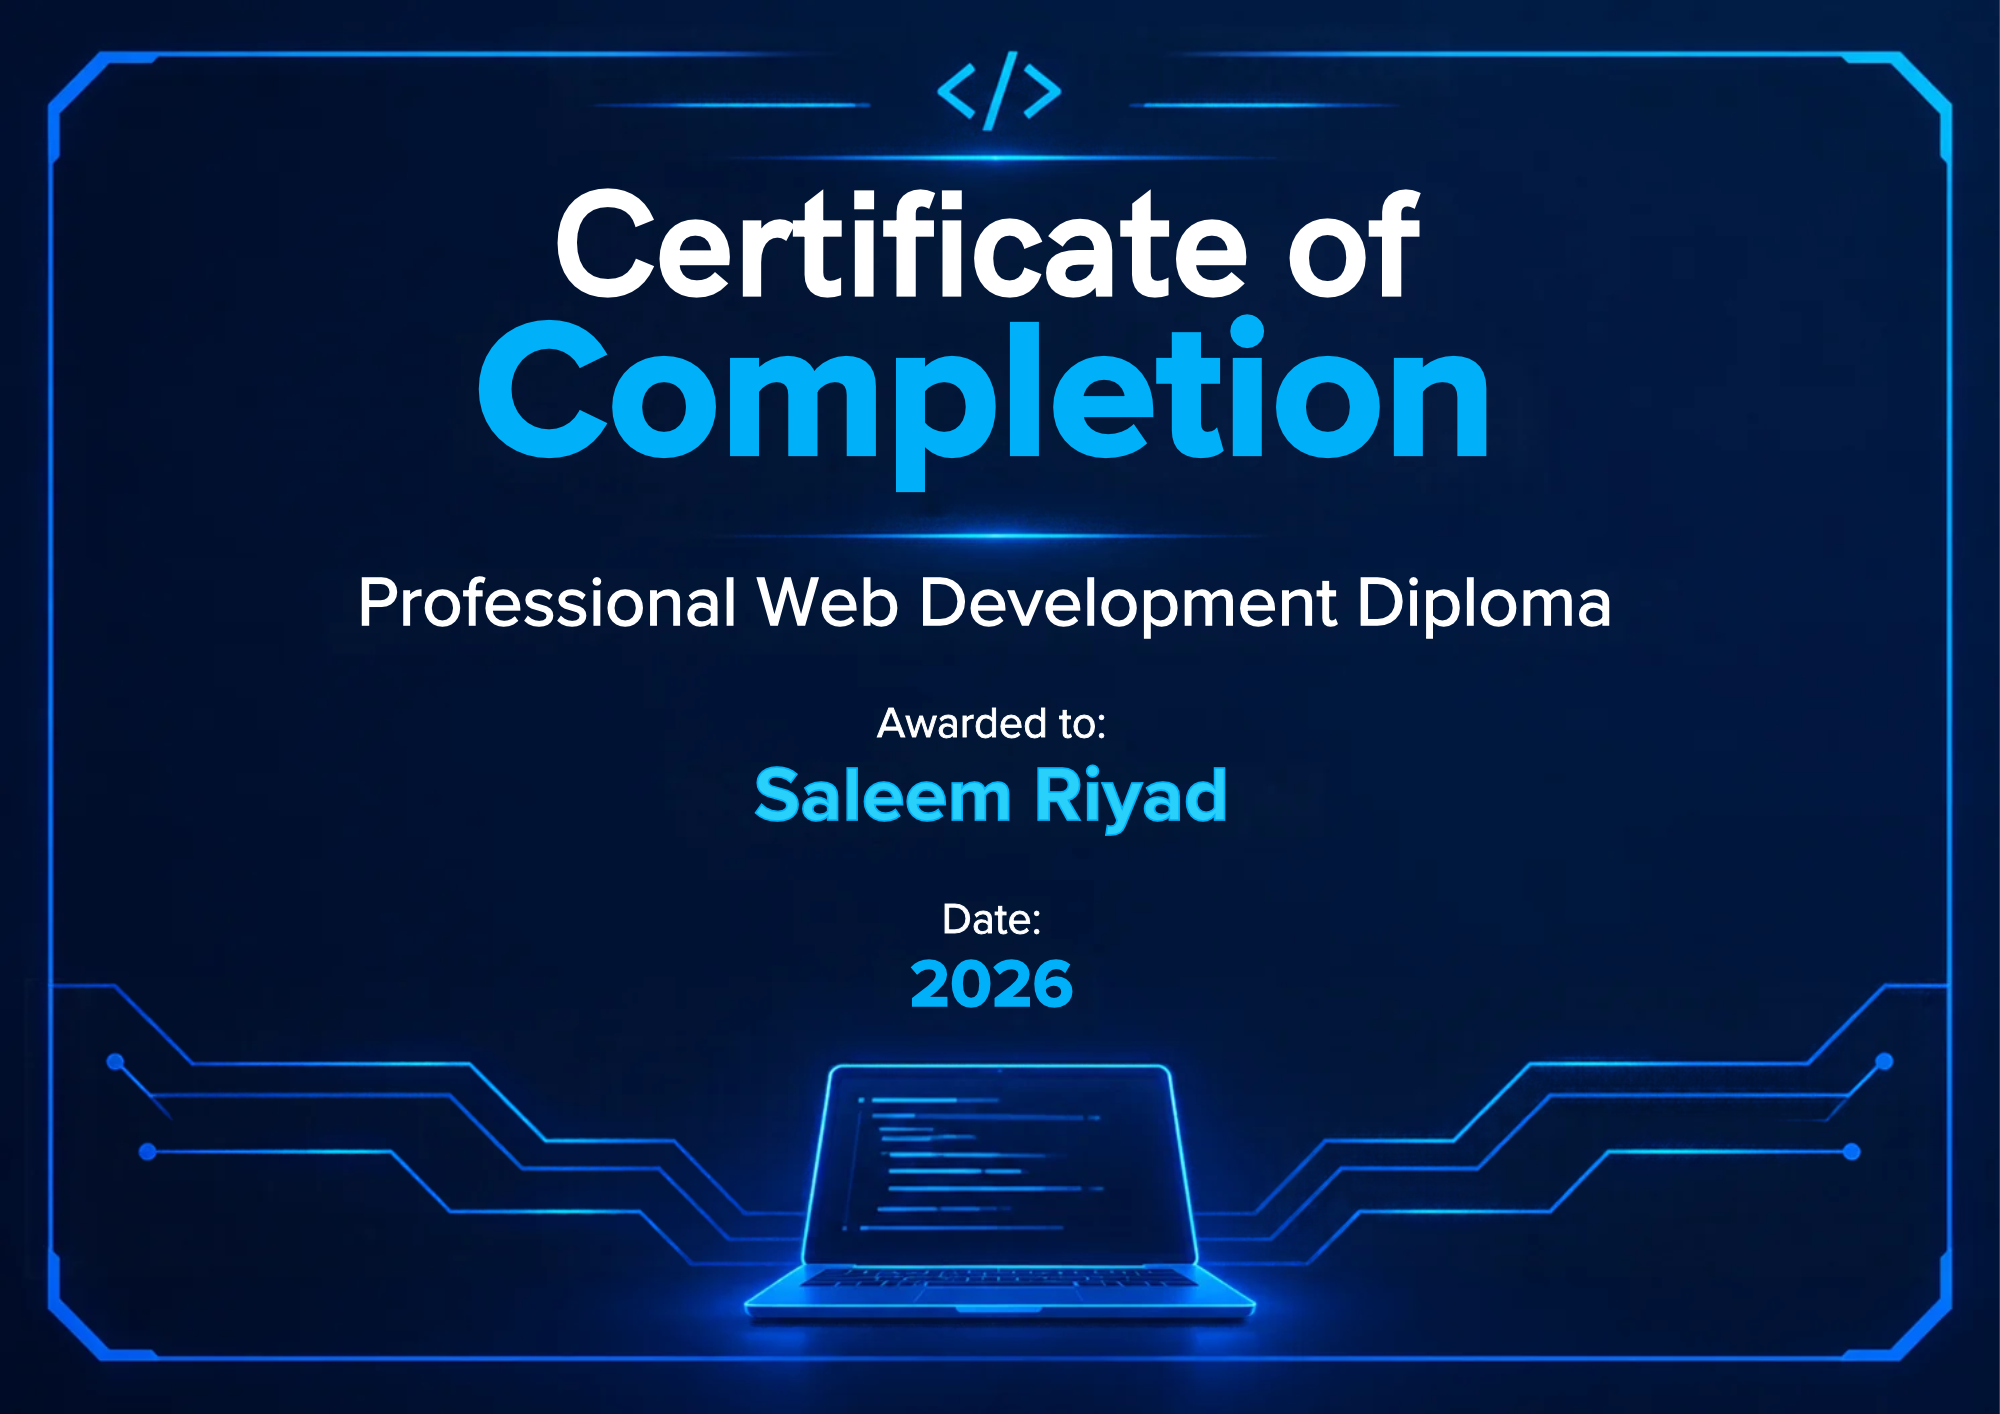 </>
Certificate of
Completion
Professional Web Development Diploma
Awarded to:
Saleem Riyad
Date:
2026